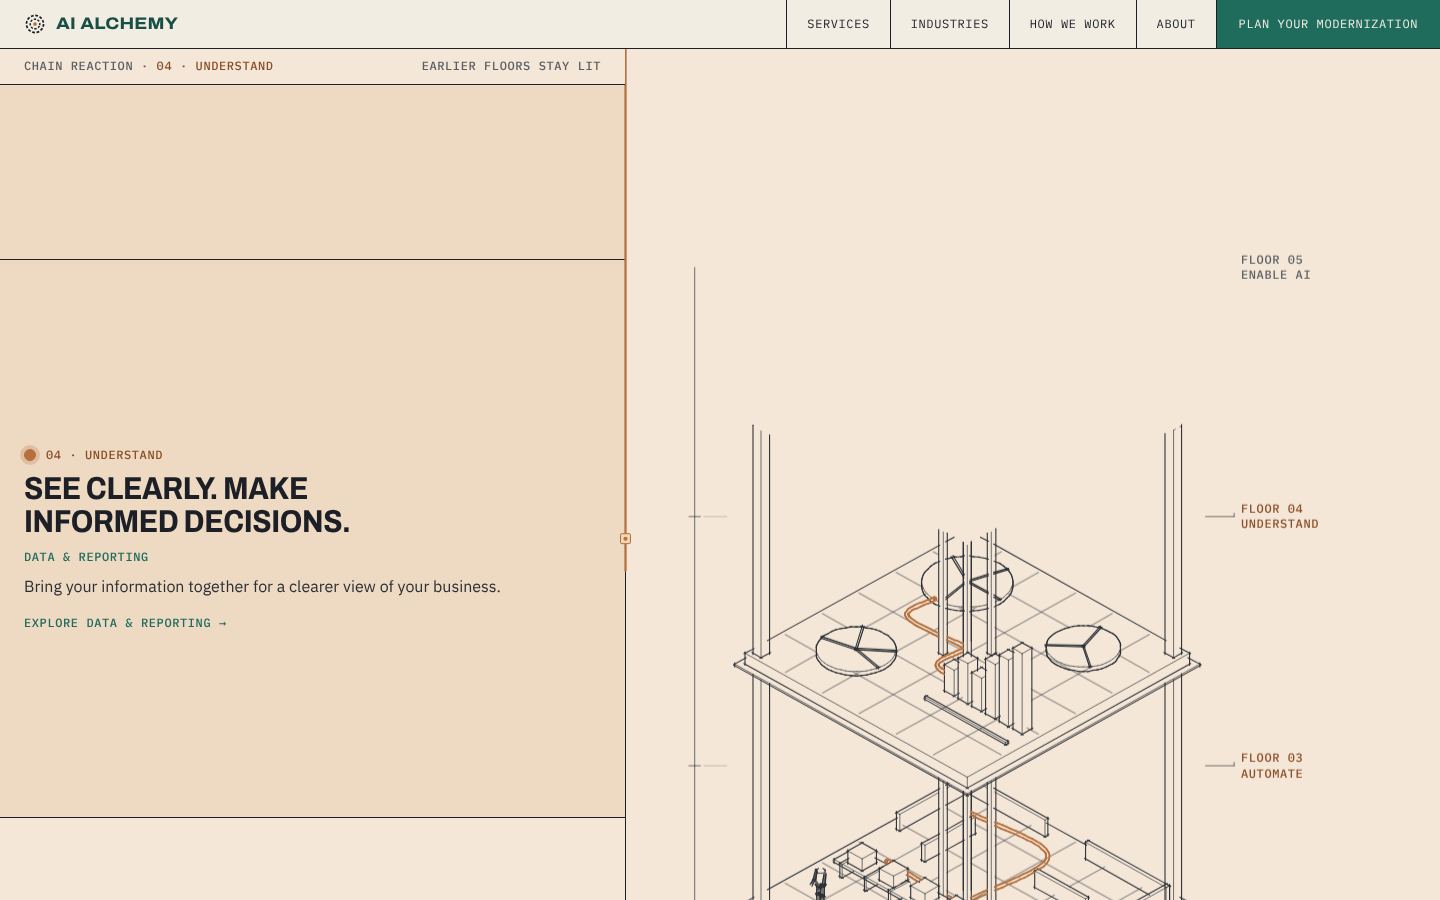 AI ALCHEMY
SERVICES
INDUSTRIES
HOW WE WORK
ABOUT
PLAN YOUR MODERNIZATION
CHAIN REACTION · 04 · UNDERSTAND
EARLIER FLOORS STAY LIT
04 · UNDERSTAND
SEE CLEARLY. MAKE
INFORMED DECISIONS.
DATA & REPORTING
Bring your information together for a clearer view of your business.
EXPLORE DATA & REPORTING →
FLOOR 05
ENABLE AI
FLOOR 04
UNDERSTAND
FLOOR 03
AUTOMATE